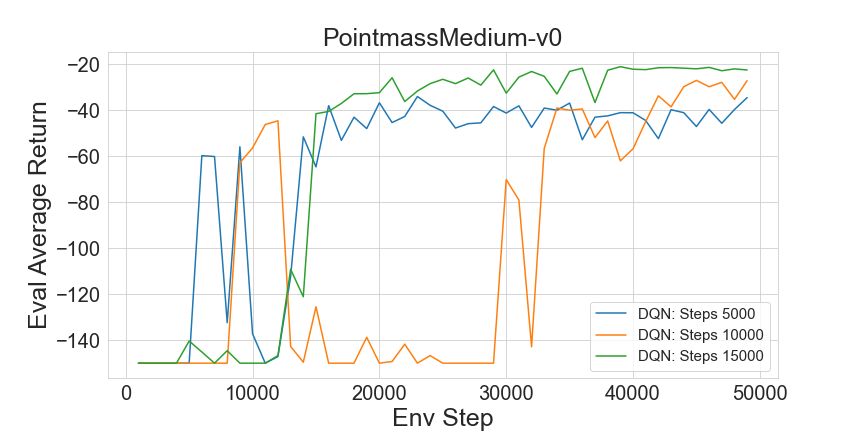 PointmassMedium-v0
Eval Average Return
−20
−40
−60
−80
−100
−120
−140
DQN: Steps 5000
DQN: Steps 10000
DQN: Steps 15000
0 10000 20000 30000 40000 50000
Env Step